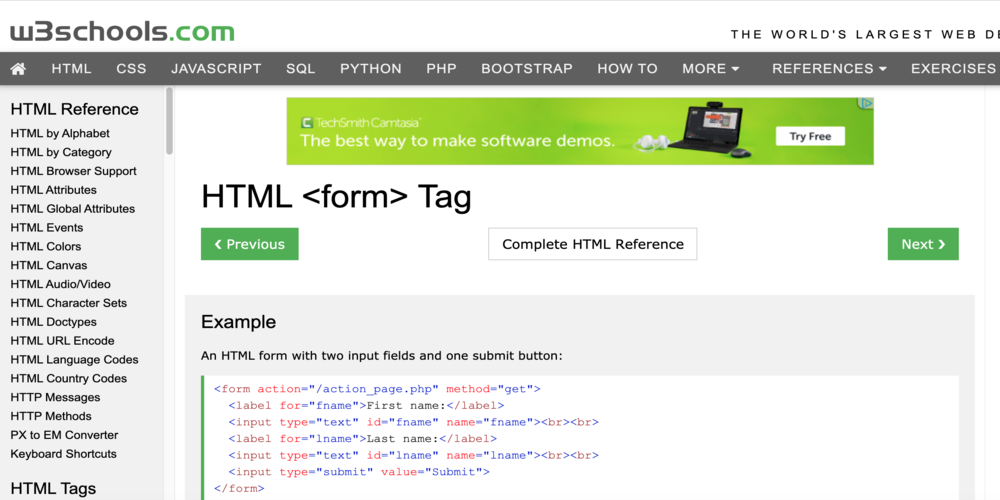 w3schools.com
THE WORLD'S LARGEST WEB DE
HTML CSS JAVASCRIPT SQL PYTHON PHP BOOTSTRAP HOW TO MORE REFERENCES EXERCISES
HTML Reference
HTML by Alphabet
HTML by Category
HTML Browser Support
HTML Attributes
HTML Global Attributes
HTML Events
HTML Colors
HTML Canvas
HTML Audio/Video
HTML Character Sets
HTML Doctypes
HTML URL Encode
HTML Language Codes
HTML Country Codes
HTTP Messages
HTTP Methods
PX to EM Converter
Keyboard Shortcuts
HTML Tags
TechSmith Camtasia
The best way to make software demos.
Try Free
HTML <form> Tag
❮ Previous
Complete HTML Reference
Next ❯
Example
An HTML form with two input fields and one submit button:
<form action="/action_page.php" method="get">
<label for="fname">First name:</label>
<input type="text" id="fname" name="fname"><br><br>
<label for="lname">Last name:</label>
<input type="text" id="lname" name="lname"><br><br>
<input type="submit" value="Submit">
</form>